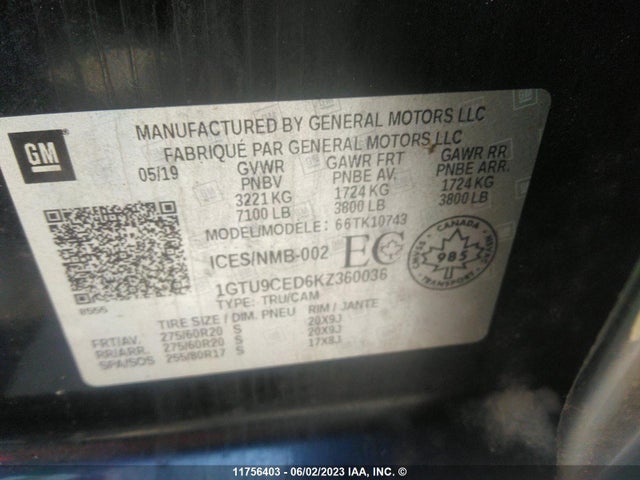 GM
MANUFACTURED BY GENERAL MOTORS LLC
FABRIQUÉ PAR GENERAL MOTORS LLC
05/19
GVWR GAWR FRT GAWR RR
PNBV PNBE AV. PNBE ARR.
3221 KG 1724 KG 1724 KG
7100 LB 3800 LB 3800 LB
MODEL/MODÈLE: 66TK10743
ICES/NMB-002 EC
CANADA
985
TRANSPORT
1GTU9CED6KZ360036
8555
TYPE: TRU/CAM
TIRE SIZE / DIM. PNEU RIM / JANTE
FRT/AV. 275/60R20 S 20X9J
RR/ARR. 275/60R20 S 20X9J
SPA/SOS 255/80R17 S 17X8J
11756403 - 06/02/2023 IAA, INC. ©